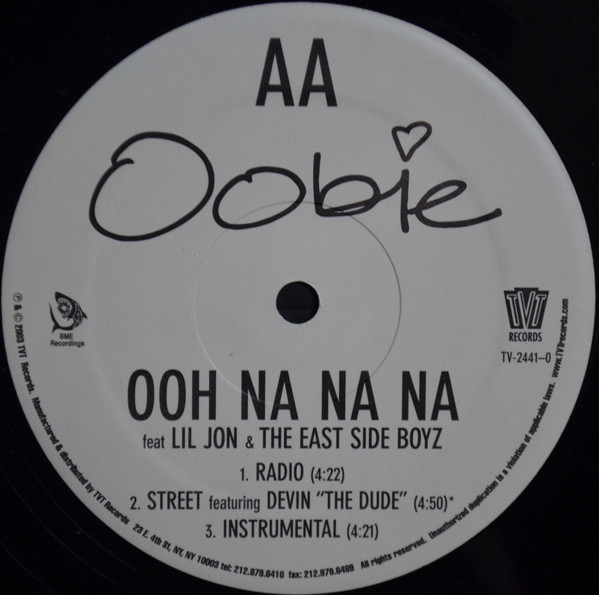 AA
Oobie
BME
Recordings
TVT
RECORDS
TV-2441-0
OOH NA NA NA
feat LIL JON & THE EAST SIDE BOYZ
1. RADIO (4:22)
2. STREET featuring DEVIN "THE DUDE" (4:50)*
3. INSTRUMENTAL (4:21)
℗ & © 2003 TVT Records. Manufactured & distributed by TVT Records 23 E. 4th St, NY, NY 10003 tel: 212.979.6410 fax: 212.979.6489 All rights reserved. Unauthorized duplication is a violation of applicable laws. www.TVTrecords.com